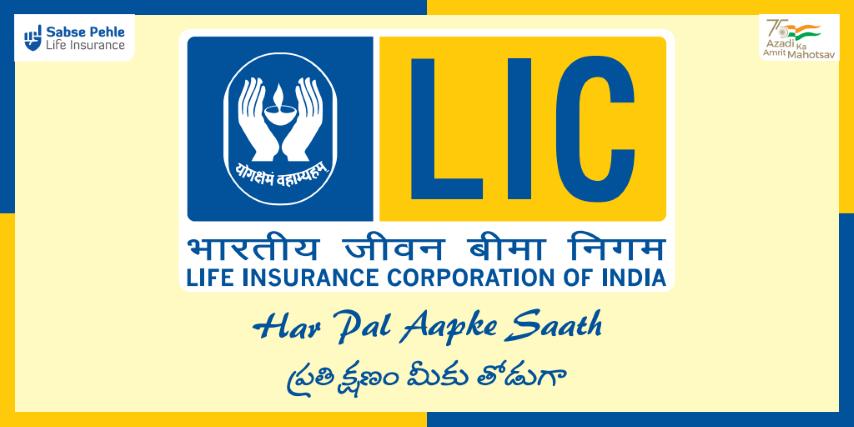 Sabse Pehle
Life Insurance
75
Azadi
Ka
Amrit Mahotsav
योगक्षेमं वहाम्यहम्
LIC
भारतीय जीवन बीमा निगम
LIFE INSURANCE CORPORATION OF INDIA
Har Pal Aapke Saath
ప్రతి క్షణం మీకు తోడుగా